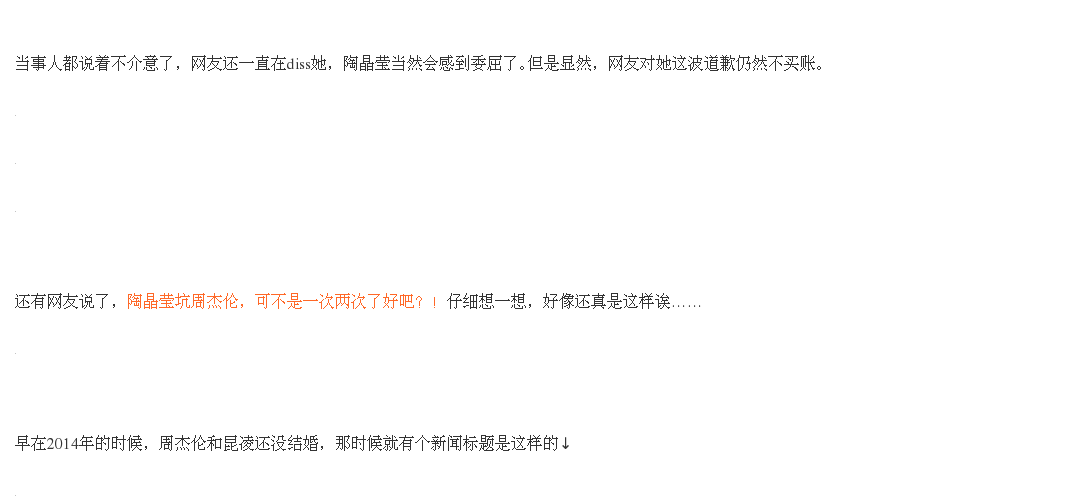 当事人都说着不介意了，网友还一直在diss她，陶晶莹当然会感到委屈了。但是显然，网友对她这波道歉仍然不买账。
还有网友说了，陶晶莹坑周杰伦，可不是一次两次了好吧？！仔细想一想，好像还真是这样诶……
早在2014年的时候，周杰伦和昆凌还没结婚，那时候就有个新闻标题是这样的↓